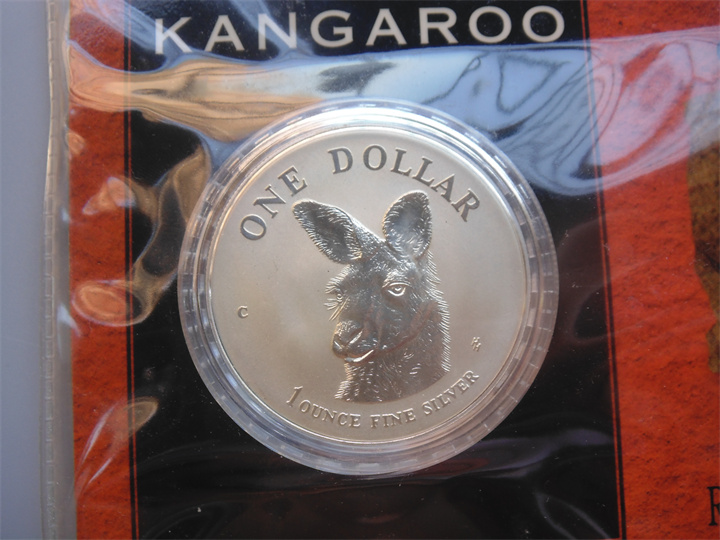 KANGAROO
ONE DOLLAR
C
1 OUNCE FINE SILVER